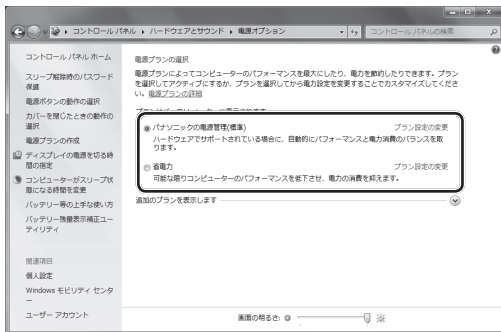 コントロール パネル ▸ ハードウェアとサウンド ▸ 電源オプション
コントロール パネルの検索
コントロール パネル ホーム
スリープ解除時のパスワード
保護
電源ボタンの動作の選択
カバーを閉じたときの動作の
選択
電源プランの作成
ディスプレイの電源を切る時
間の指定
コンピューターがスリープ状
態になる時間を変更
バッテリー等の上手な使い方
バッテリー残量表示補正ユー
ティリティ
関連項目
個人設定
Windows モビリティ センタ
ー
ユーザー アカウント
電源プランの選択
電源プランによってコンピューターのパフォーマンスを最大にしたり、電力を節約したりできます。プラン
を選択してアクティブにするか、プランを選択してから電力設定を変更することでカスタマイズしてくださ
い。電源プランの詳細
パナソニックの電源管理(標準) プラン設定の変更
ハードウェアでサポートされている場合に、自動的にパフォーマンスと電力消費のバランスを取
ります。
省電力 プラン設定の変更
可能な限りコンピューターのパフォーマンスを低下させ、電力の消費を抑えます。
追加のプランを表示します
画面の明るさ: